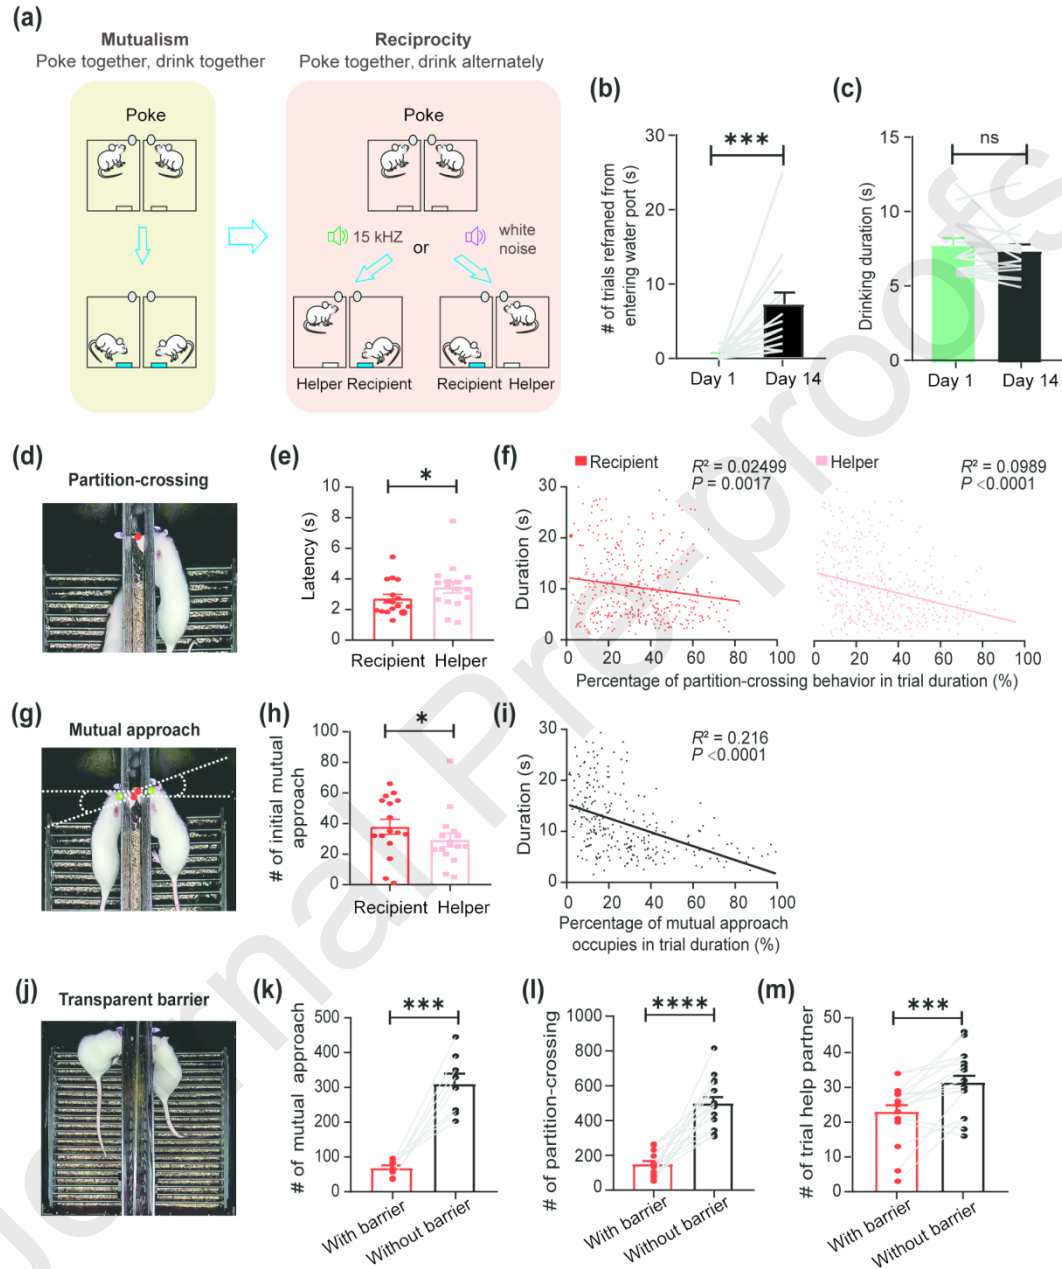 (a)
Mutualism
Poke together, drink together
Reciprocity
Poke together, drink alternately
Poke
Poke
15 kHZ
or
white
noise
Helper Recipient
Recipient Helper
(b)
# of trials refraned from
entering water port (s)
30
20
10
0
***
Day 1
Day 14
(c)
Drinking duration (s)
15
10
5
0
ns
Day 1
Day 14
(d)
Partition-crossing
(e)
Latency (s)
10
8
6
4
2
0
*
Recipient
Helper
(f)
Recipient
R² = 0.02499
P = 0.0017
Helper
R² = 0.0989
P <0.0001
Duration (s)
30
20
10
0
0 20 40 60 80 100
0 20 40 60 80 100
Percentage of partition-crossing behavior in trial duration (%)
(g)
Mutual approach
(h)
# of initial mutual
approach
100
80
60
40
20
0
*
Recipient
Helper
(i)
R² = 0.216
P <0.0001
Duration (s)
30
20
10
0
0 20 40 60 80 100
Percentage of mutual approach
occupies in trial duration (%)
(j)
Transparent barrier
(k)
# of mutual approach
500
400
300
200
100
0
***
With barrier
Without barrier
(l)
# of partition-crossing
1000
800
600
400
200
0
****
With barrier
Without barrier
(m)
# of trial help partner
50
40
30
20
10
0
***
With barrier
Without barrier
Journal Pre-proofs